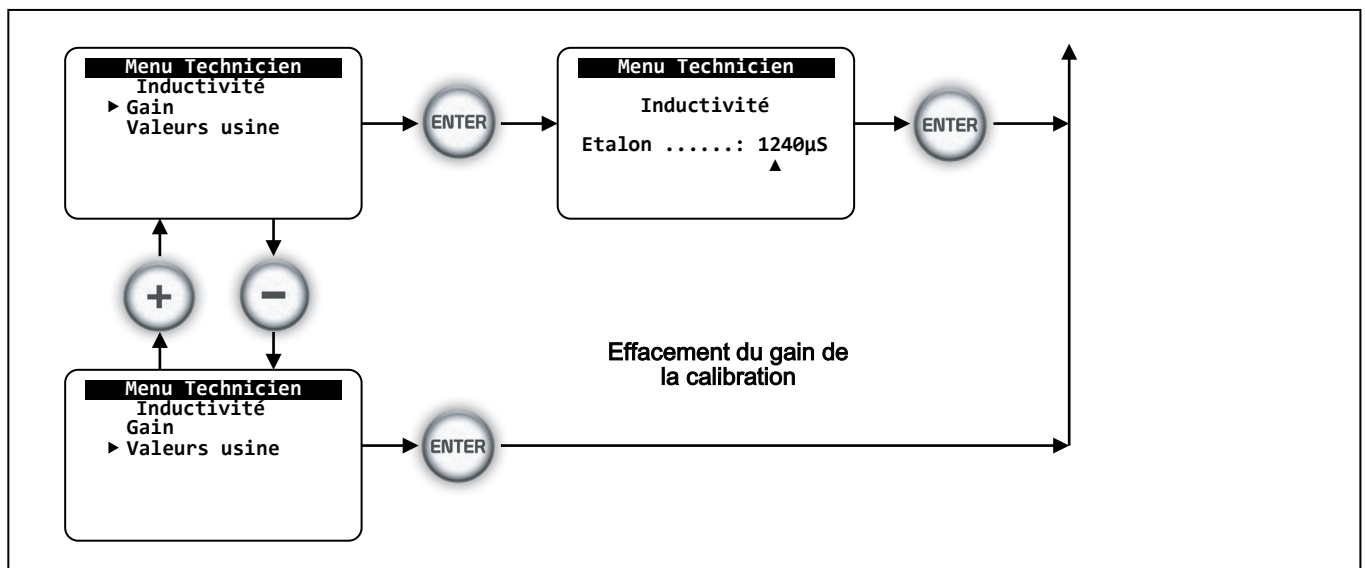 Menu Technicien
Inductivité
▶ Gain
Valeurs usine
ENTER
Menu Technicien
Inductivité
Etalon ......: 1240µS
▲
ENTER
+
-
Effacement du gain de
la calibration
Menu Technicien
Inductivité
Gain
▶ Valeurs usine
ENTER